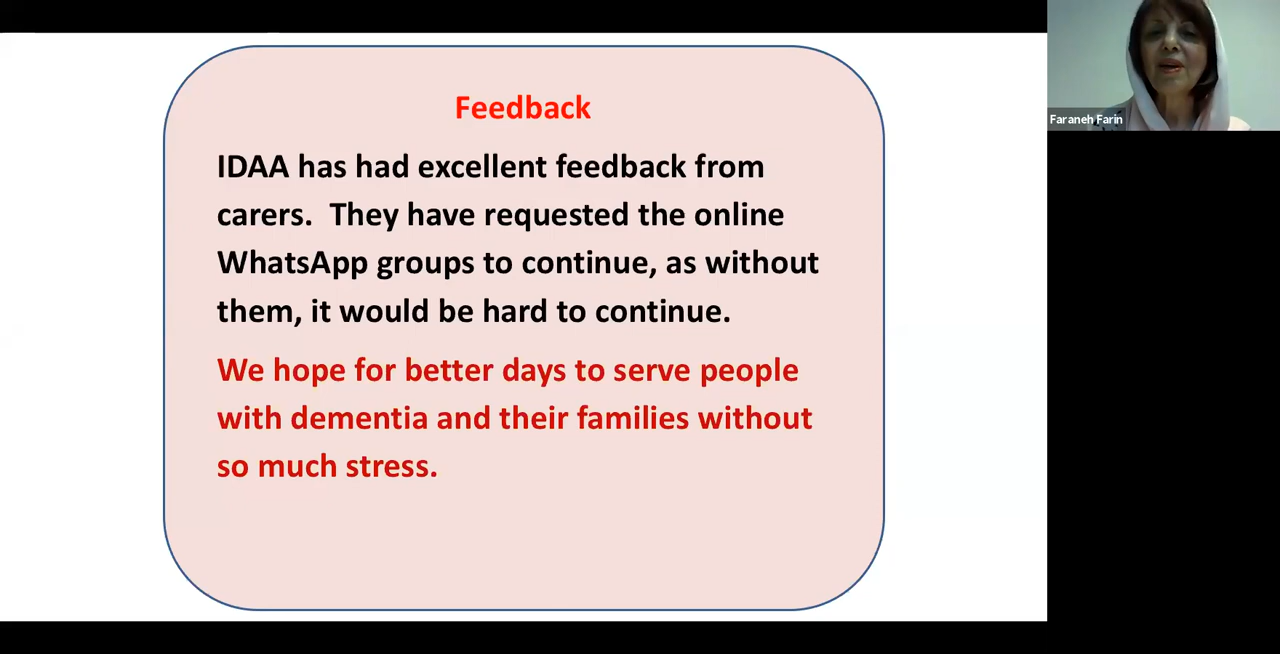 Feedback
IDAA has had excellent feedback from
carers.  They have requested the online
WhatsApp groups to continue, as without
them, it would be hard to continue.
We hope for better days to serve people
with dementia and their families without
so much stress.
Faraneh Farin